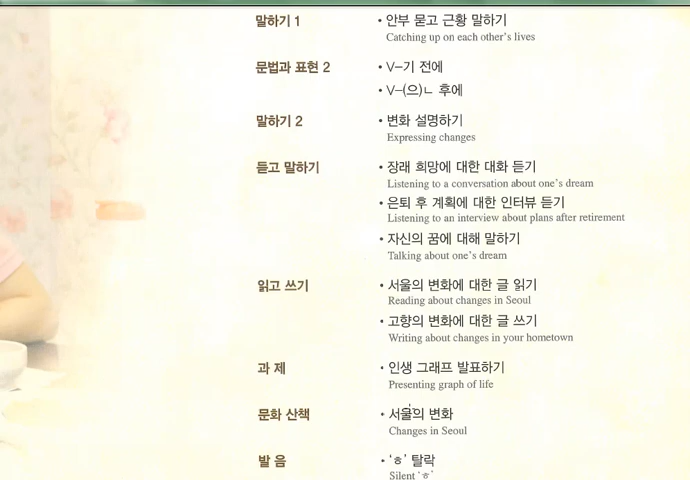 말하기 1
• 안부 묻고 근황 말하기
Catching up on each other's lives
문법과 표현 2
• V-기 전에
• V-(으)ㄴ 후에
말하기 2
• 변화 설명하기
Expressing changes
듣고 말하기
• 장래 희망에 대한 대화 듣기
Listening to a conversation about one's dream
• 은퇴 후 계획에 대한 인터뷰 듣기
Listening to an interview about plans after retirement
• 자신의 꿈에 대해 말하기
Talking about one's dream
읽고 쓰기
• 서울의 변화에 대한 글 읽기
Reading about changes in Seoul
• 고향의 변화에 대한 글 쓰기
Writing about changes in your hometown
과 제
• 인생 그래프 발표하기
Presenting graph of life
문화 산책
• 서울의 변화
Changes in Seoul
발 음
• 'ㅎ' 탈락
Silent 'ㅎ'